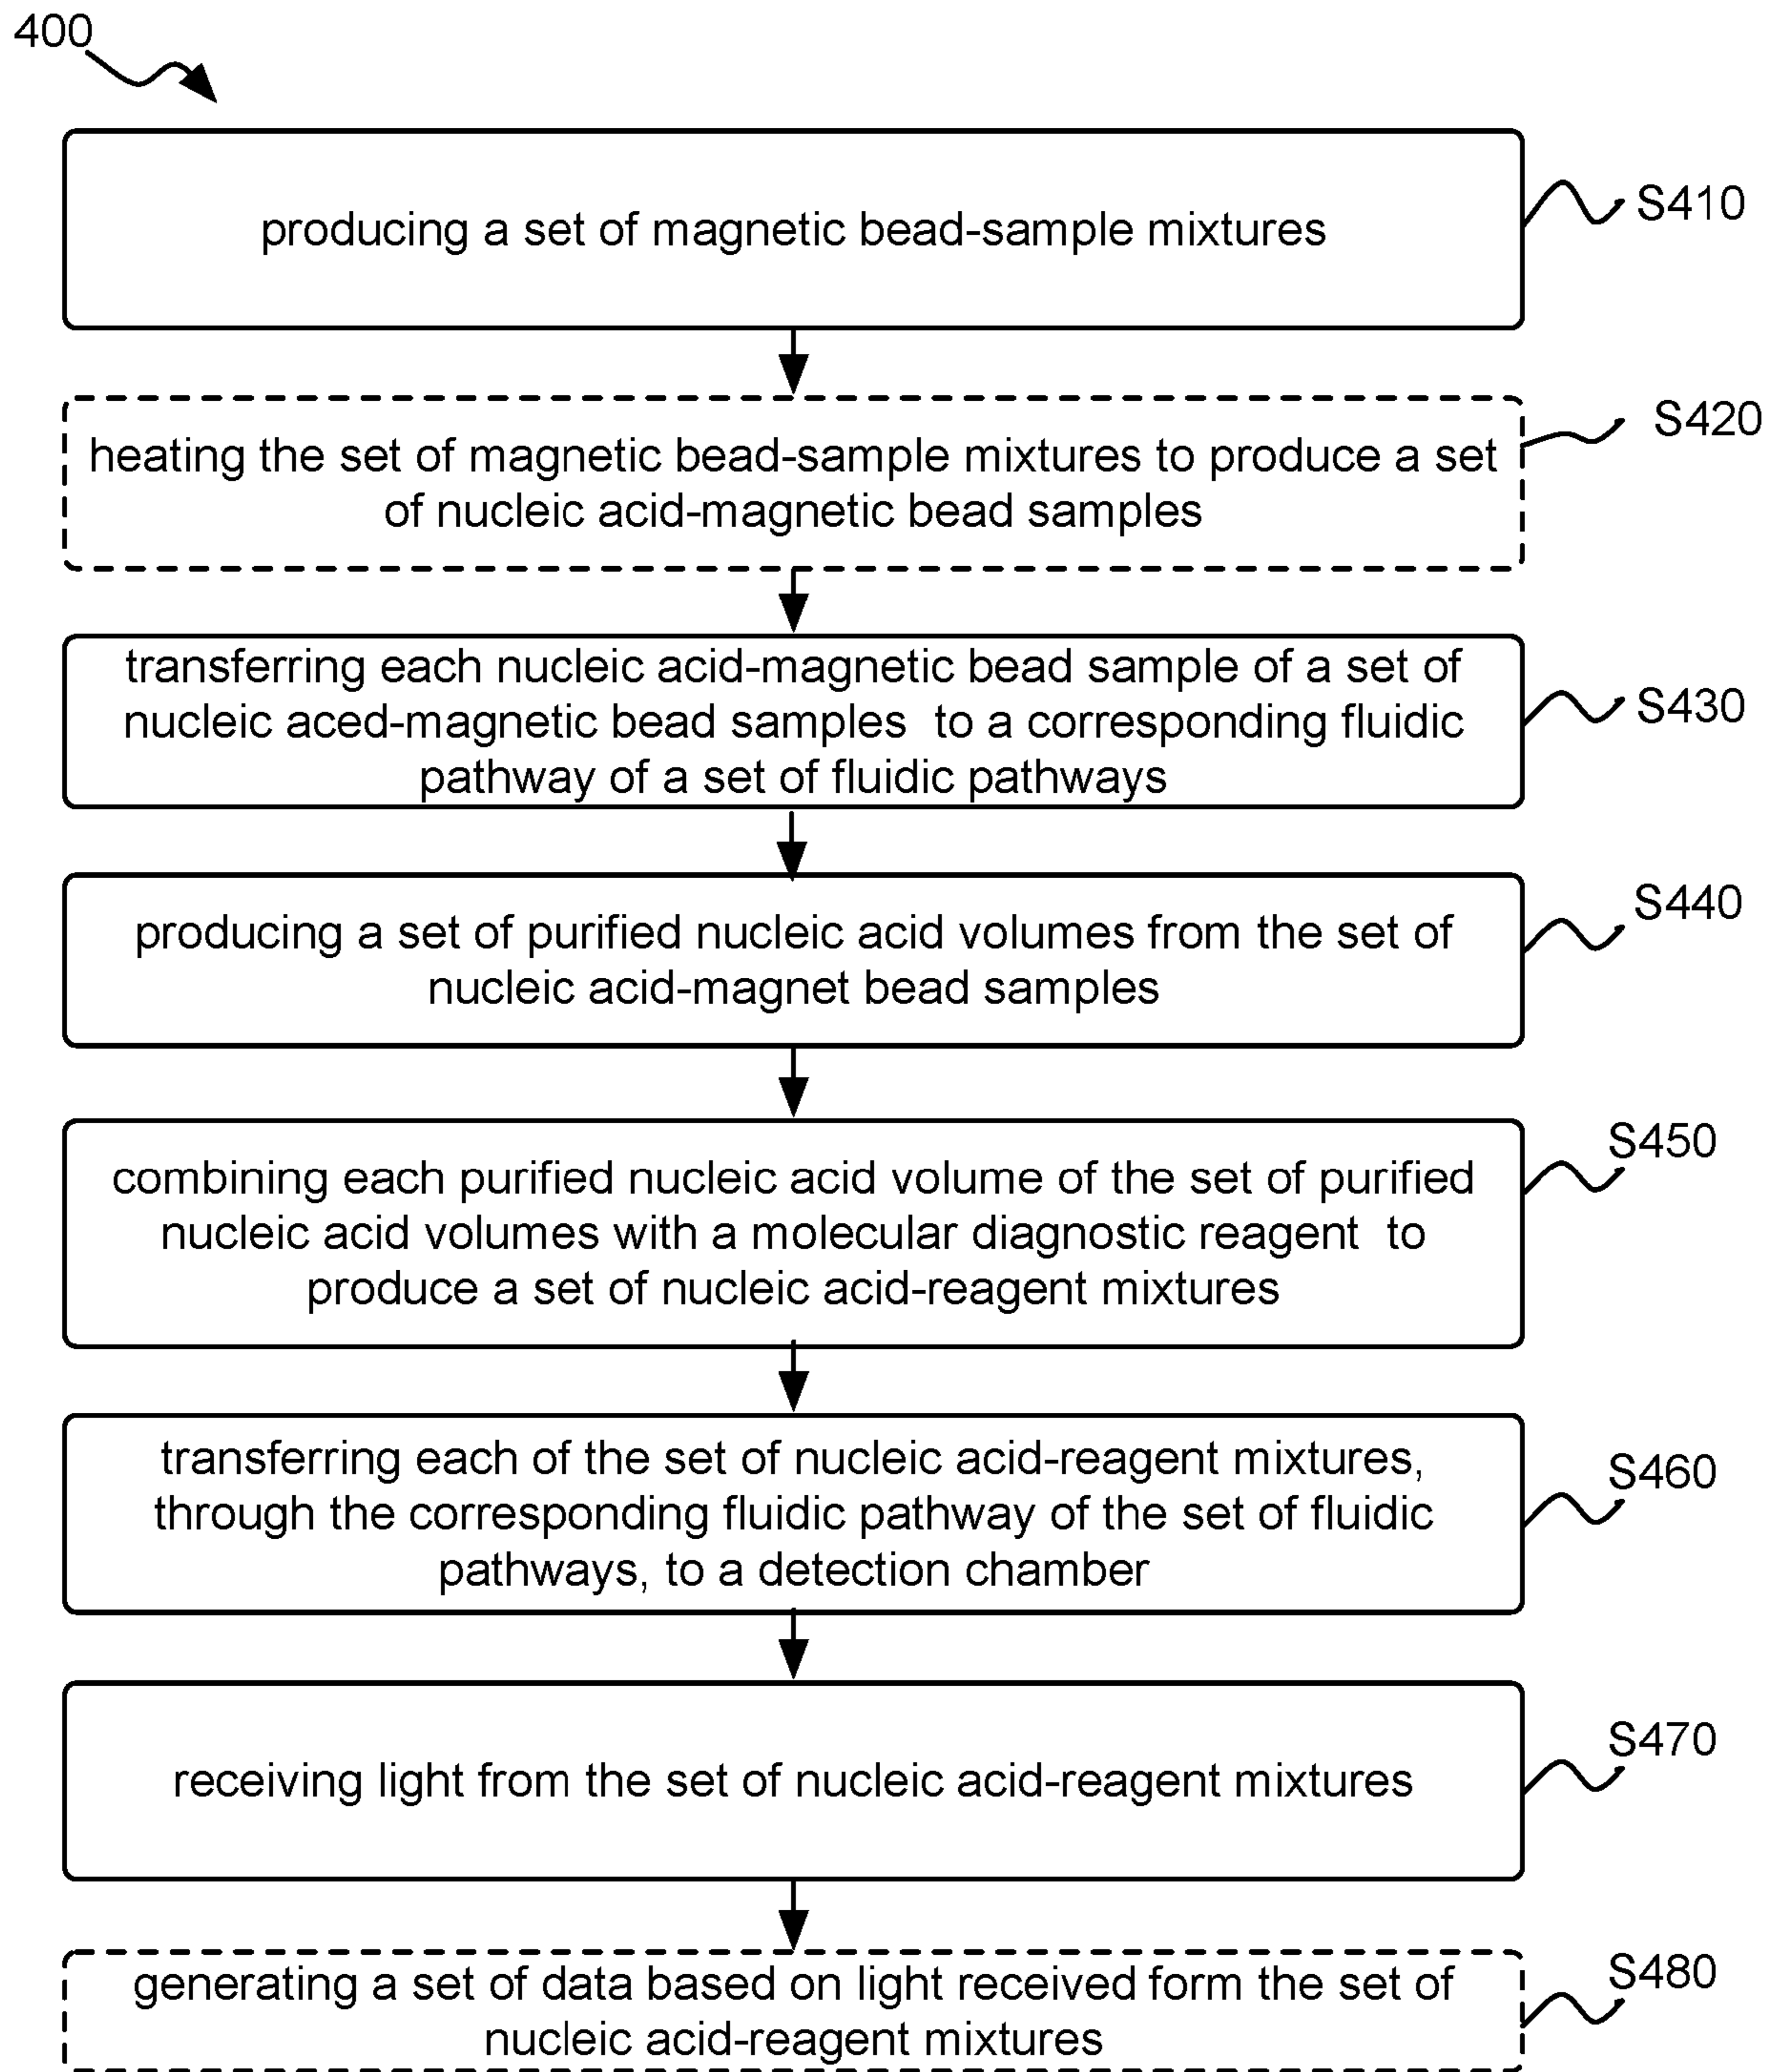 400
producing a set of magnetic bead-sample mixtures
S410
heating the set of magnetic bead-sample mixtures to produce a set
of nucleic acid-magnetic bead samples
S420
transferring each nucleic acid-magnetic bead sample of a set of
nucleic aced-magnetic bead samples to a corresponding fluidic
pathway of a set of fluidic pathways
S430
producing a set of purified nucleic acid volumes from the set of
nucleic acid-magnet bead samples
S440
combining each purified nucleic acid volume of the set of purified
nucleic acid volumes with a molecular diagnostic reagent to
produce a set of nucleic acid-reagent mixtures
S450
transferring each of the set of nucleic acid-reagent mixtures,
through the corresponding fluidic pathway of the set of fluidic
pathways, to a detection chamber
S460
receiving light from the set of nucleic acid-reagent mixtures
S470
generating a set of data based on light received form the set of
nucleic acid-reagent mixtures
S480